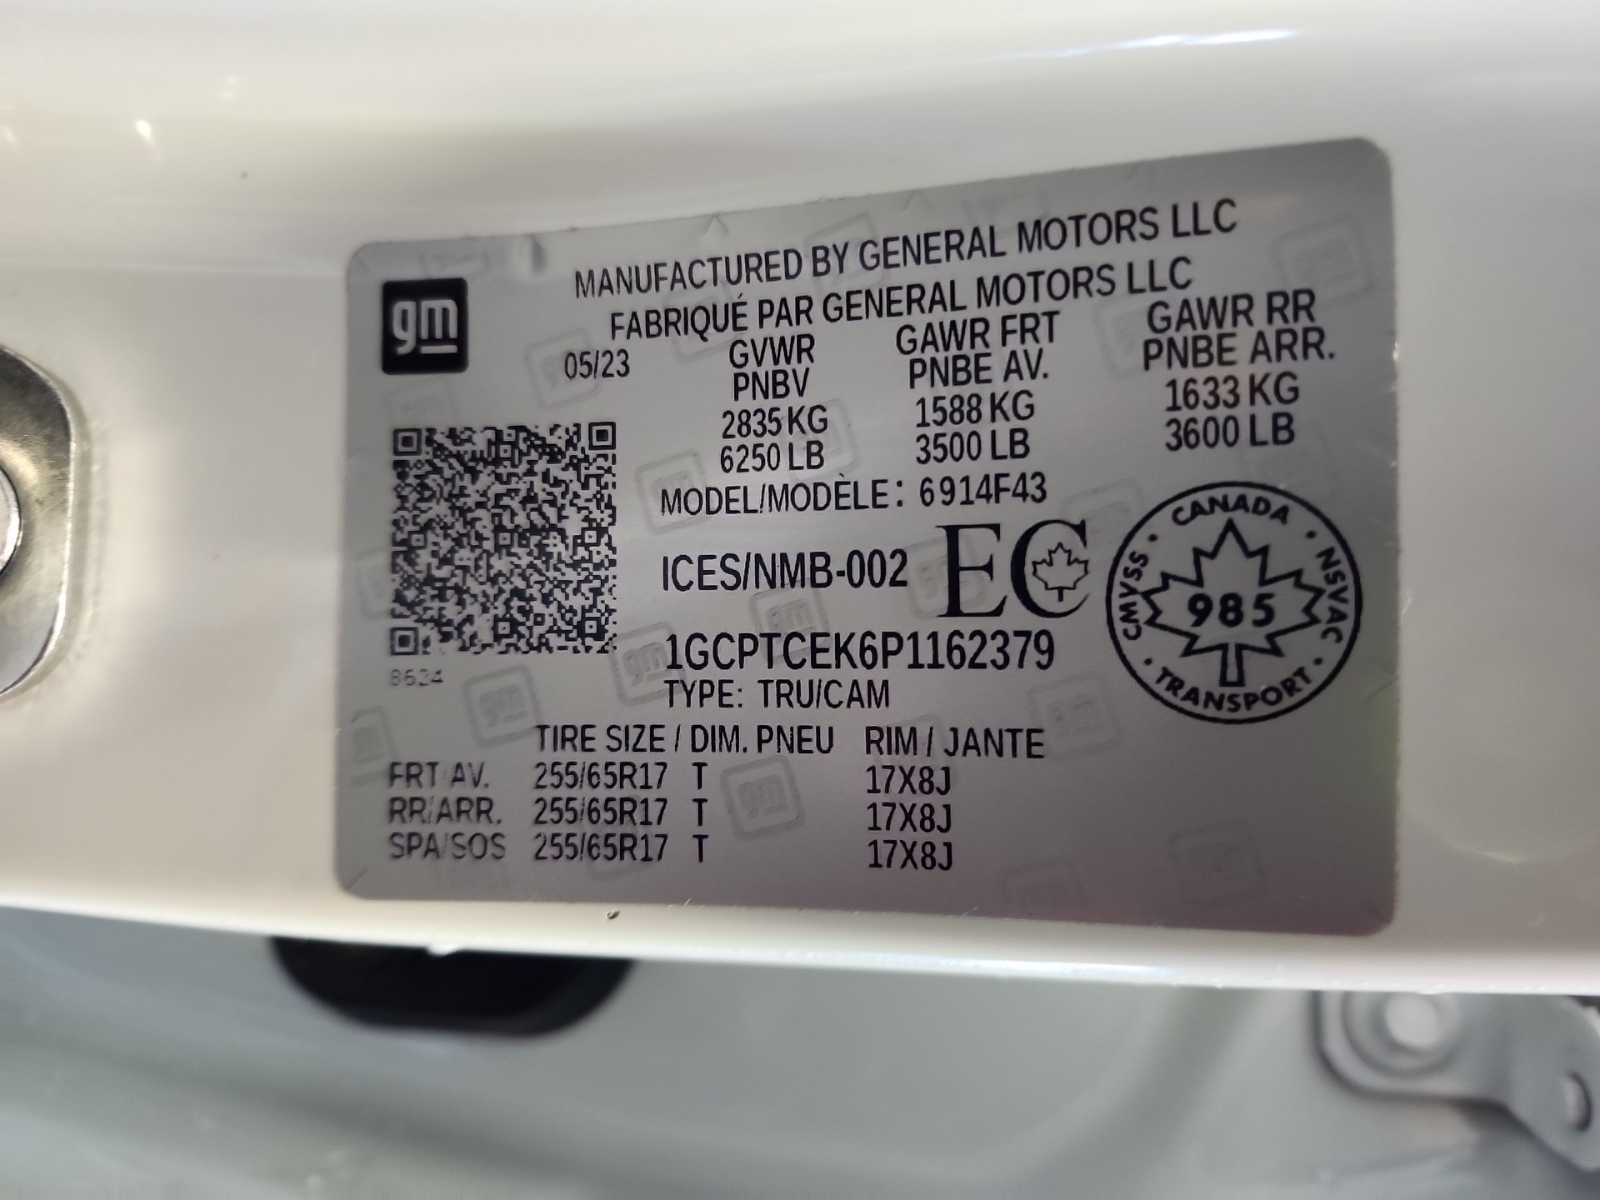 gm
MANUFACTURED BY GENERAL MOTORS LLC
FABRIQUÉ PAR GENERAL MOTORS LLC
05/23 GVWR GAWR FRT GAWR RR
PNBV PNBE AV. PNBE ARR.
2835 KG 1588 KG 1633 KG
6250 LB 3500 LB 3600 LB
MODEL/MODÈLE: 6914F43
ICES/NMB-002 EC
CANADA
CMVSS · 985 · NSVAC
TRANSPORT
1GCPTCEK6P1162379
8624
TYPE: TRU/CAM
TIRE SIZE / DIM. PNEU RIM / JANTE
FRT/AV. 255/65R17 T 17X8J
RR/ARR. 255/65R17 T 17X8J
SPA/SOS 255/65R17 T 17X8J